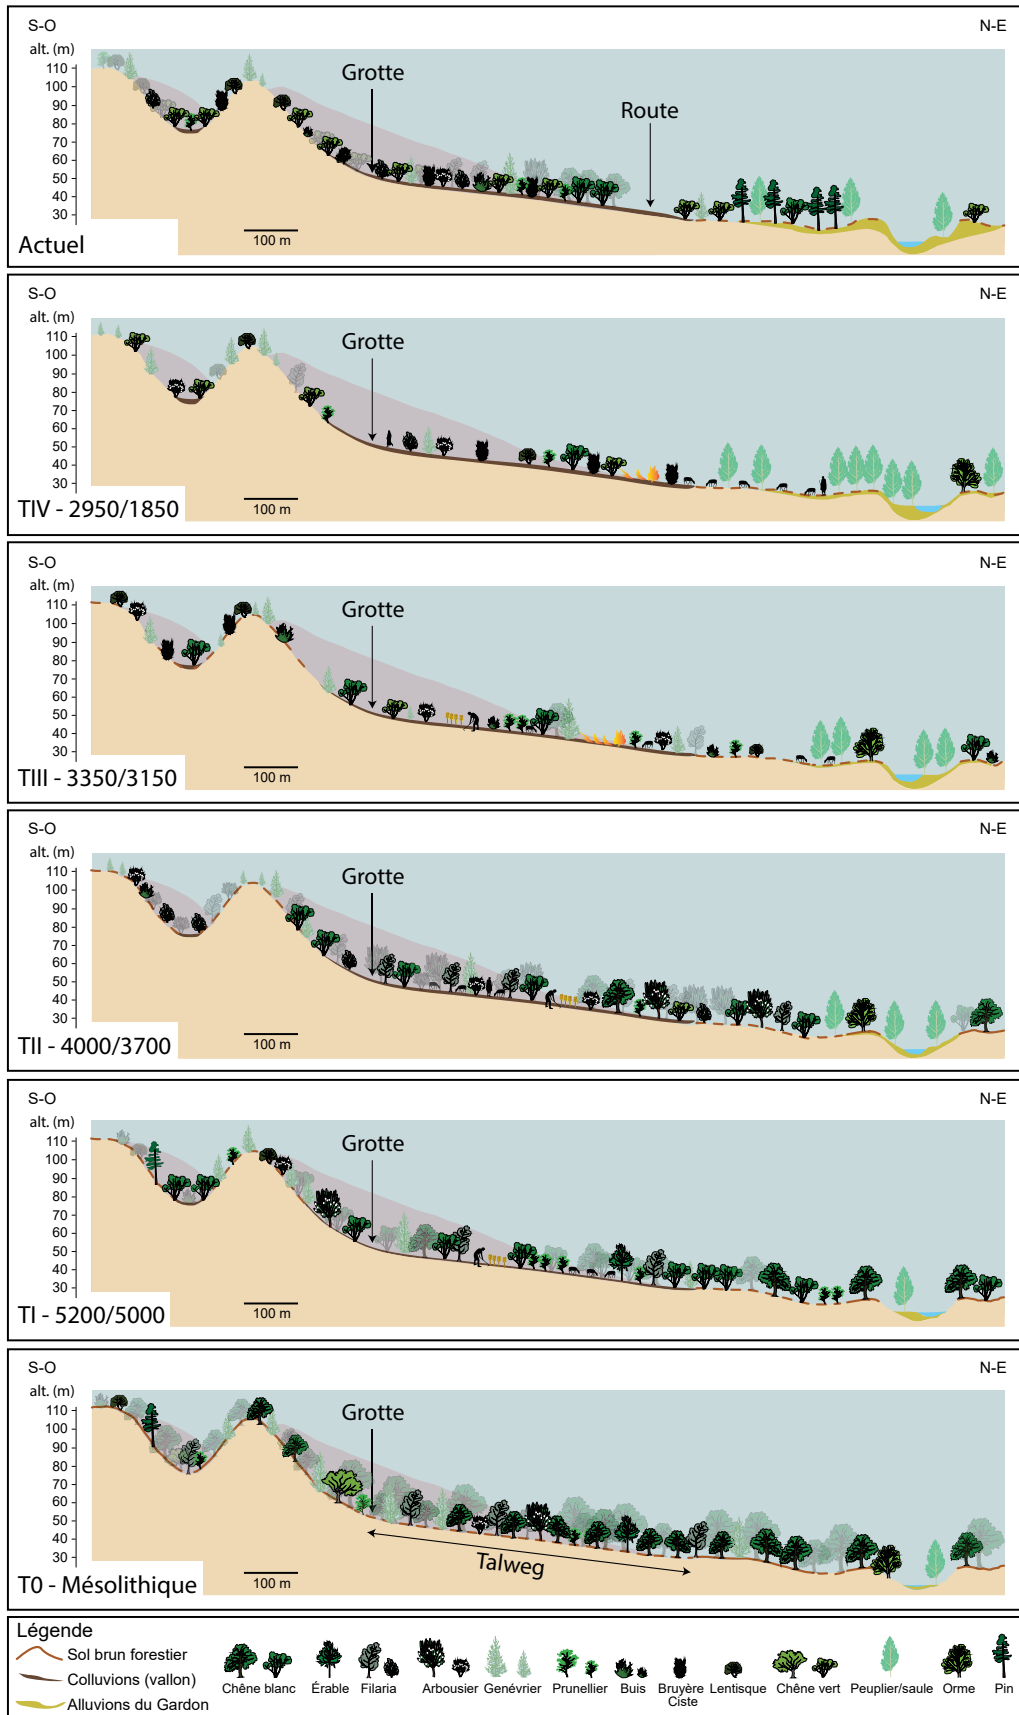 S-O
N-E
alt. (m)
110
100
90
80
70
60
50
40
30
Grotte
Route
Actuel
100 m
S-O
N-E
alt. (m)
110
100
90
80
70
60
50
40
30
Grotte
TIV - 2950/1850
100 m
S-O
N-E
alt. (m)
110
100
90
80
70
60
50
40
30
Grotte
TIII - 3350/3150
100 m
S-O
N-E
alt. (m)
110
100
90
80
70
60
50
40
30
Grotte
TII - 4000/3700
100 m
S-O
N-E
alt. (m)
110
100
90
80
70
60
50
40
30
Grotte
TI - 5200/5000
100 m
S-O
N-E
alt. (m)
110
100
90
80
70
60
50
40
30
Grotte
Talweg
T0 - Mésolithique
100 m
Légende
Sol brun forestier
Colluvions (vallon)
Alluvions du Gardon
Chêne blanc
Érable
Filaria
Arbousier
Genévrier
Prunellier
Buis
Bruyère
Ciste
Lentisque
Chêne vert
Peuplier/saule
Orme
Pin